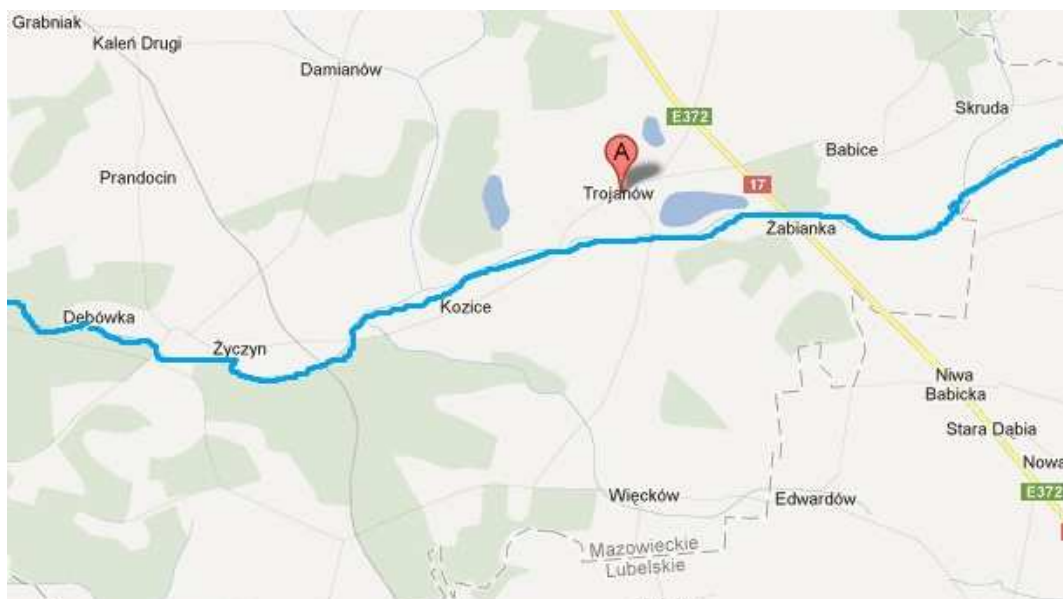 Grabniak
Kaleń Drugi
Damianów
Skruda
E372
Babice
A
Prandocin
17
Trojanów
Żabianka
Kozice
Dębówka
Życzyn
Niwa
Babicka
Stara Dąbia
Nowa
E372
Więcków
Edwardów
Mazowieckie
Lubelskie